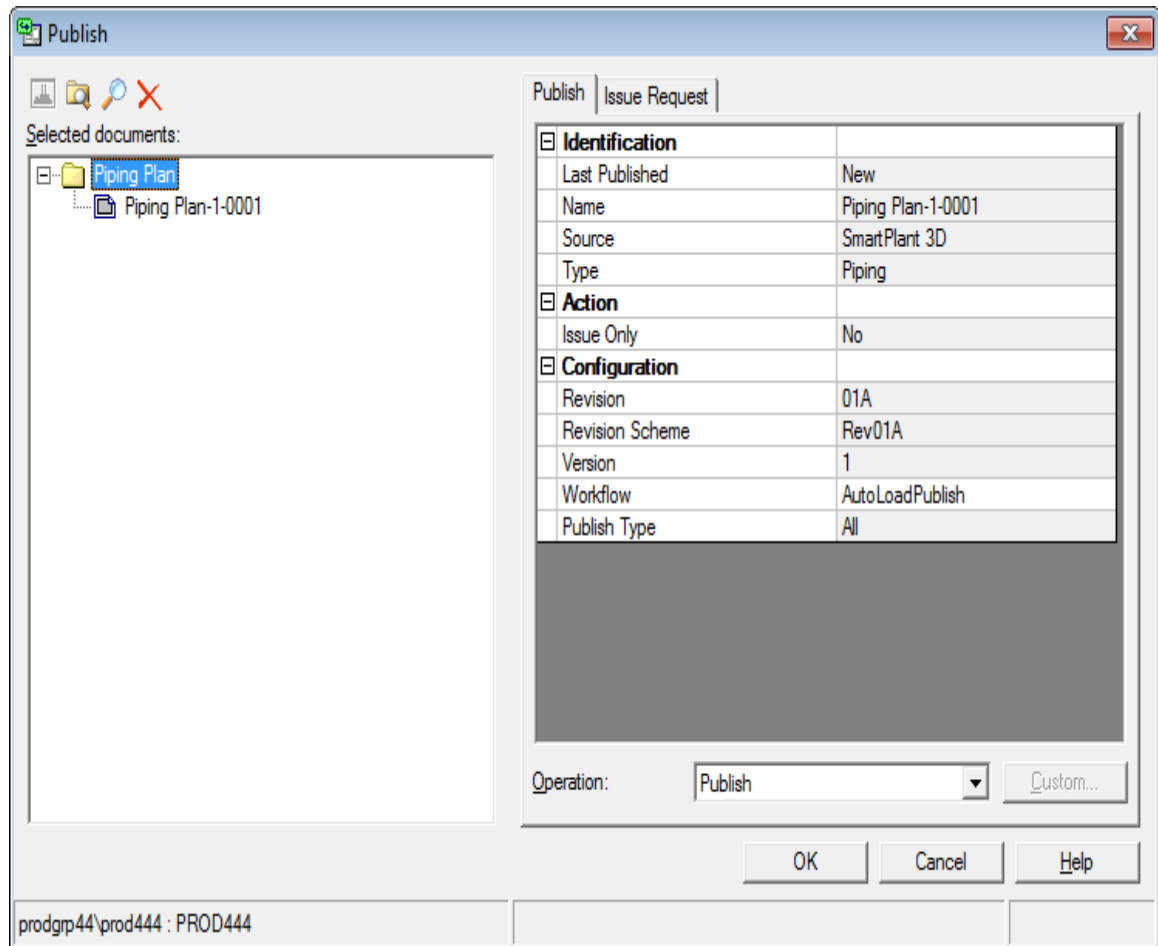 Publish
Selected documents:
Piping Plan
Piping Plan-1-0001
Publish
Issue Request
Identification
Last Published New
Name Piping Plan-1-0001
Source SmartPlant 3D
Type Piping
Action
Issue Only No
Configuration
Revision 01A
Revision Scheme Rev01A
Version 1
Workflow AutoLoadPublish
Publish Type All
Operation: Publish Custom...
OK Cancel Help
prodgrp44\prod444 : PROD444